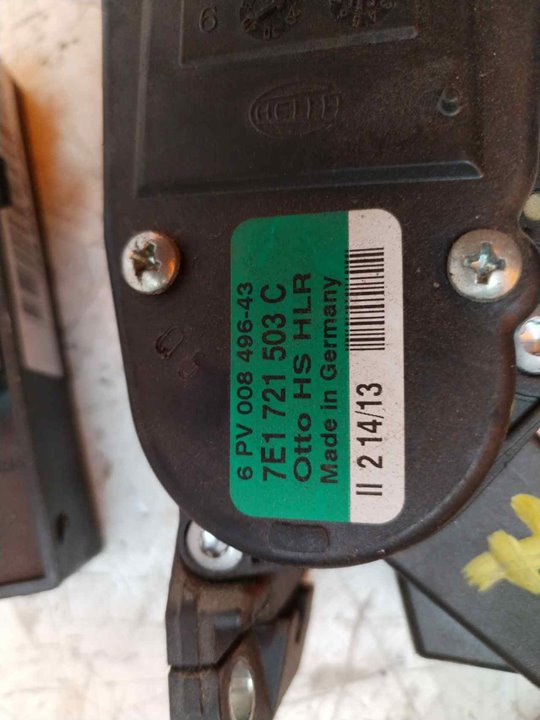 6
HELLA
6 PV 008 496-43
7E1 721 503 C
Otto HS HLR
Made in Germany
II 2 14/13